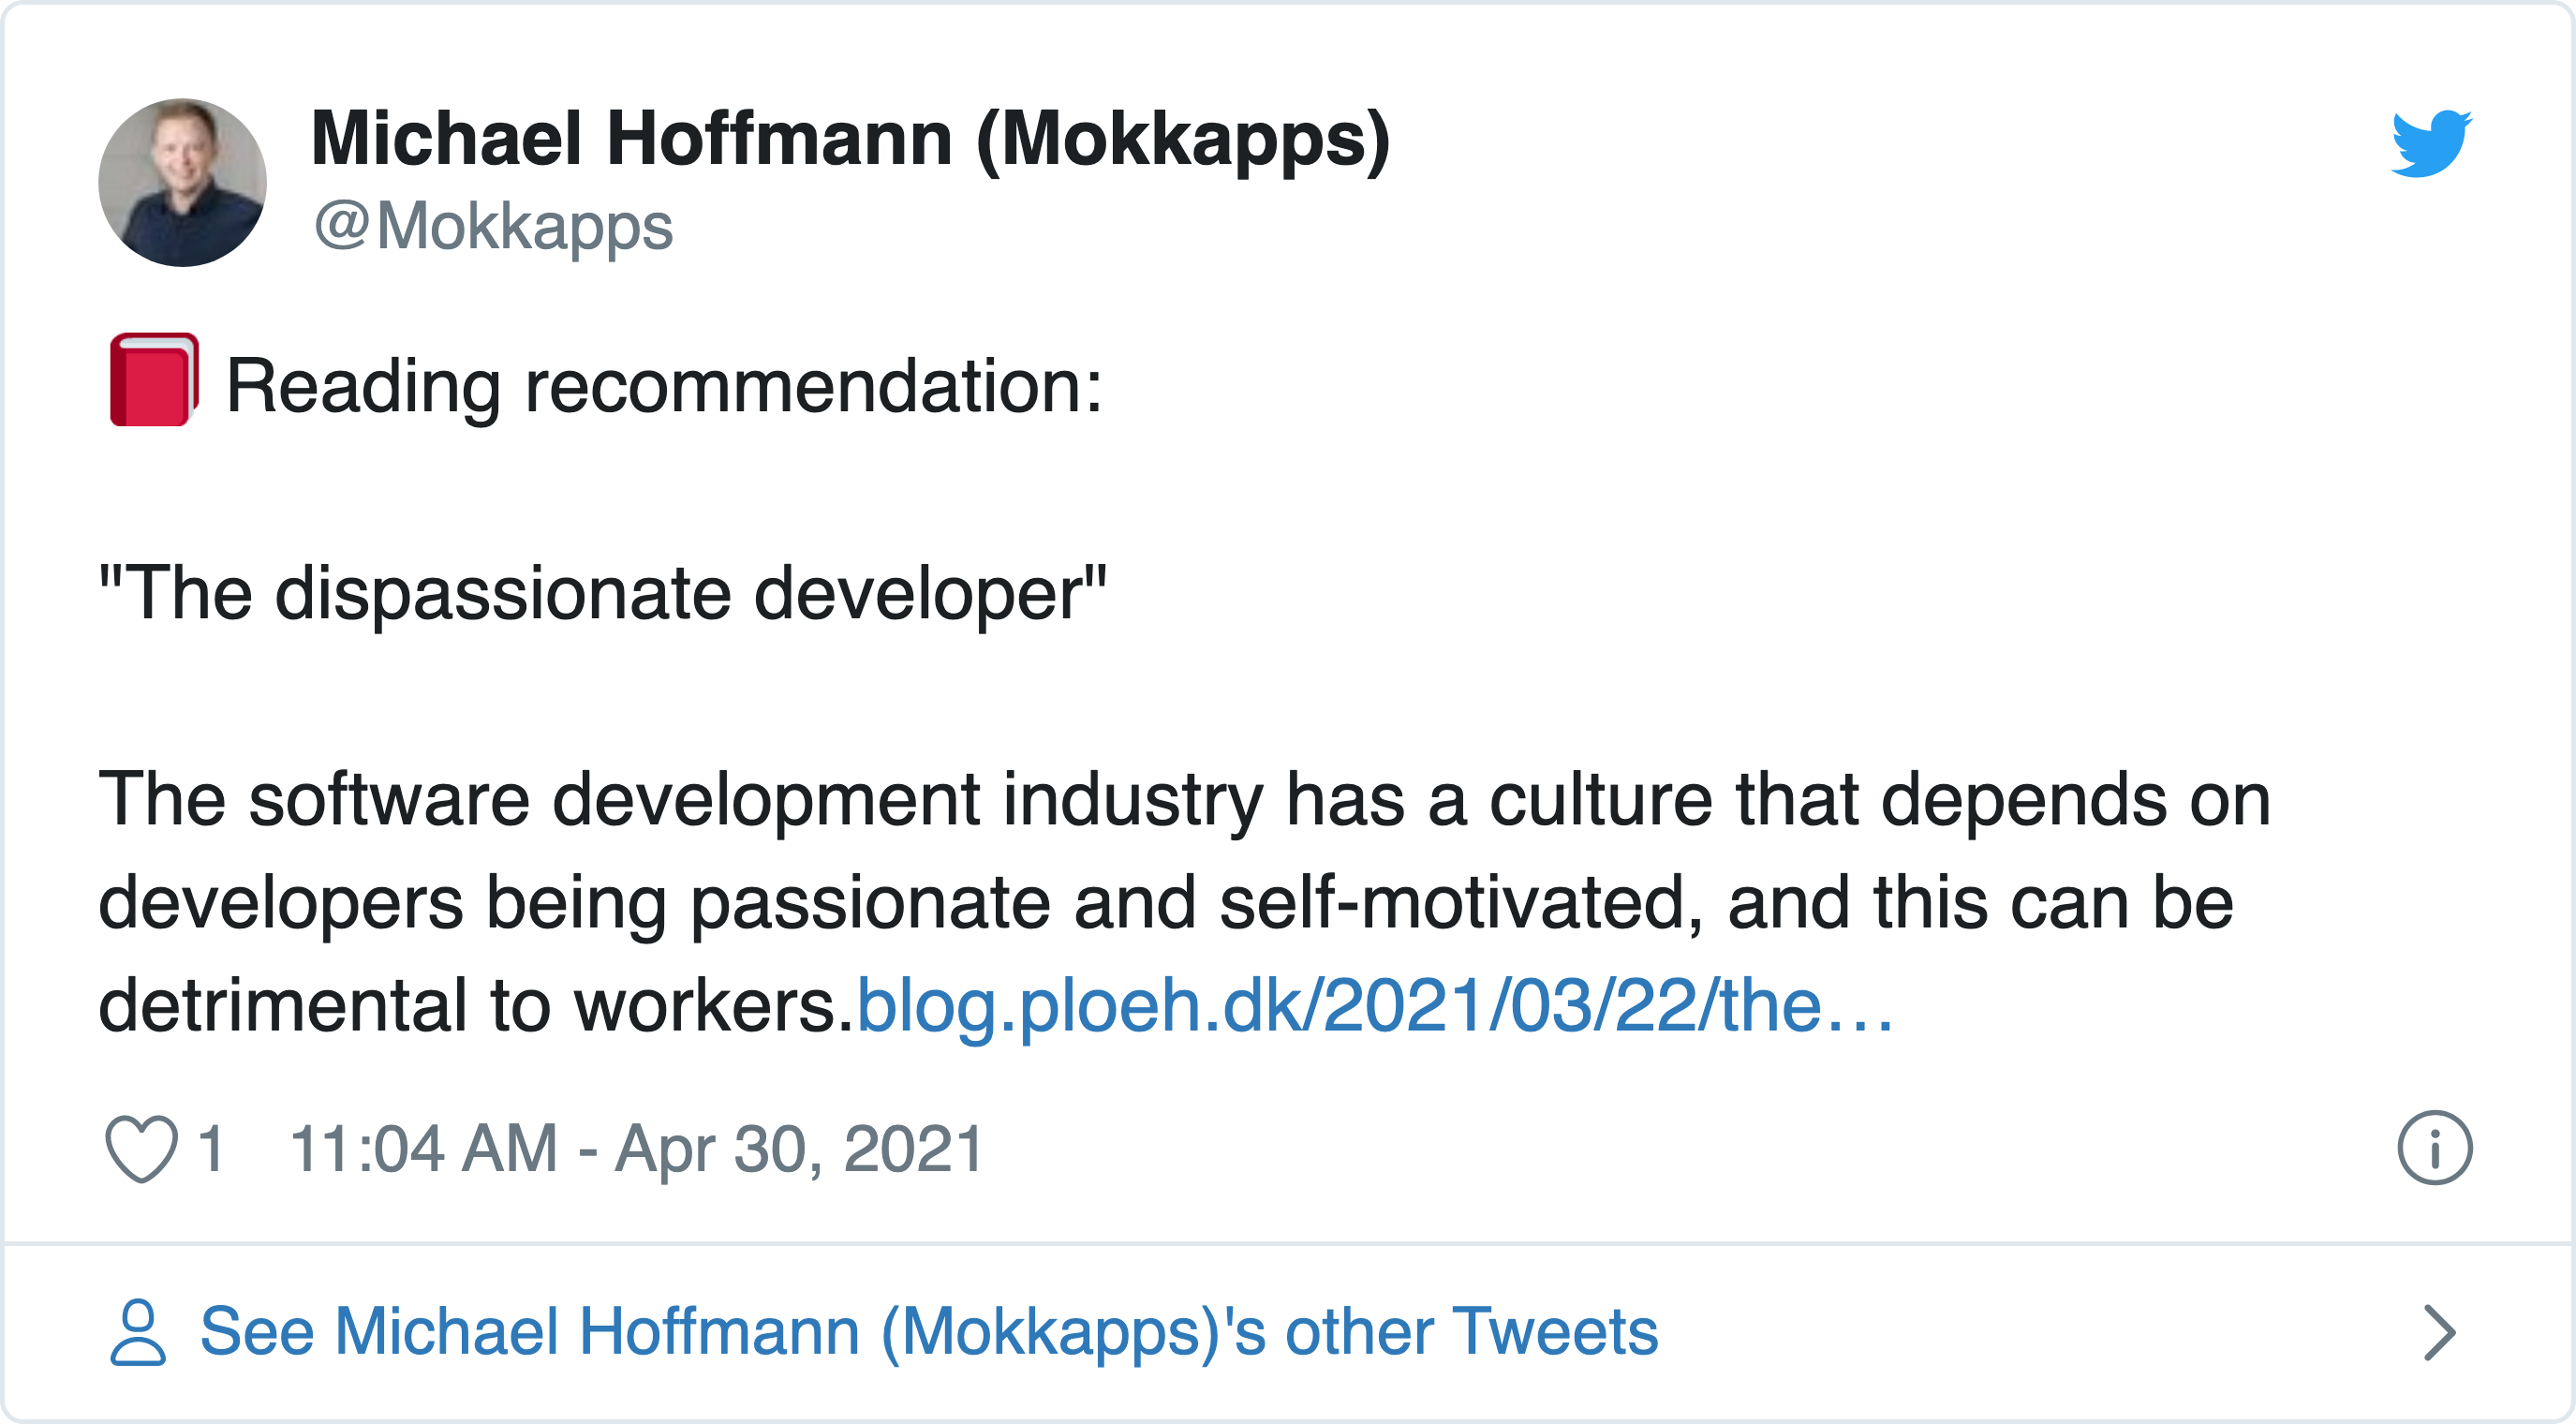 Michael Hoffmann (Mokkapps)
@Mokkapps
Reading recommendation:
"The dispassionate developer"
The software development industry has a culture that depends on
developers being passionate and self-motivated, and this can be
detrimental to workers.blog.ploeh.dk/2021/03/22/the…
1 11:04 AM - Apr 30, 2021
See Michael Hoffmann (Mokkapps)'s other Tweets